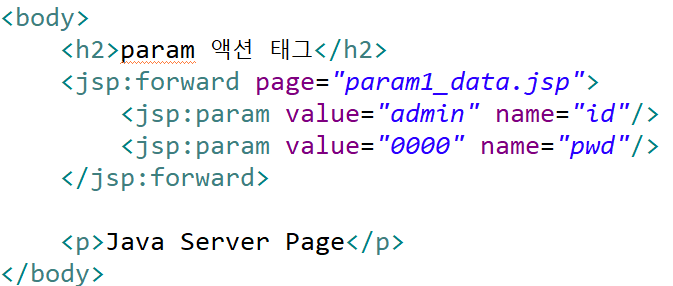 <body>
<h2>param 액션 태그</h2>
<jsp:forward page="param1_data.jsp">
<jsp:param value="admin" name="id"/>
<jsp:param value="0000" name="pwd"/>
</jsp:forward>
<p>Java Server Page</p>
</body>